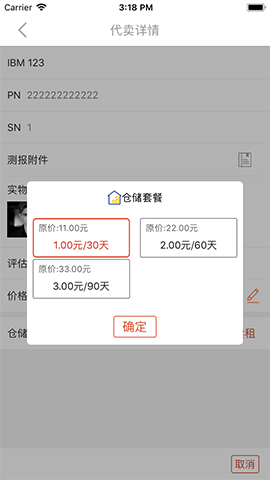 Carrier 3:18 PM
代卖详情
IBM 123
PN 222222222222
SN 1
测报附件
实物
仓储套餐
原价:11.00元 原价:22.00元
1.00元/30天 2.00元/60天
原价:33.00元
3.00元/90天
评估
价格
确定
仓储 租
取消